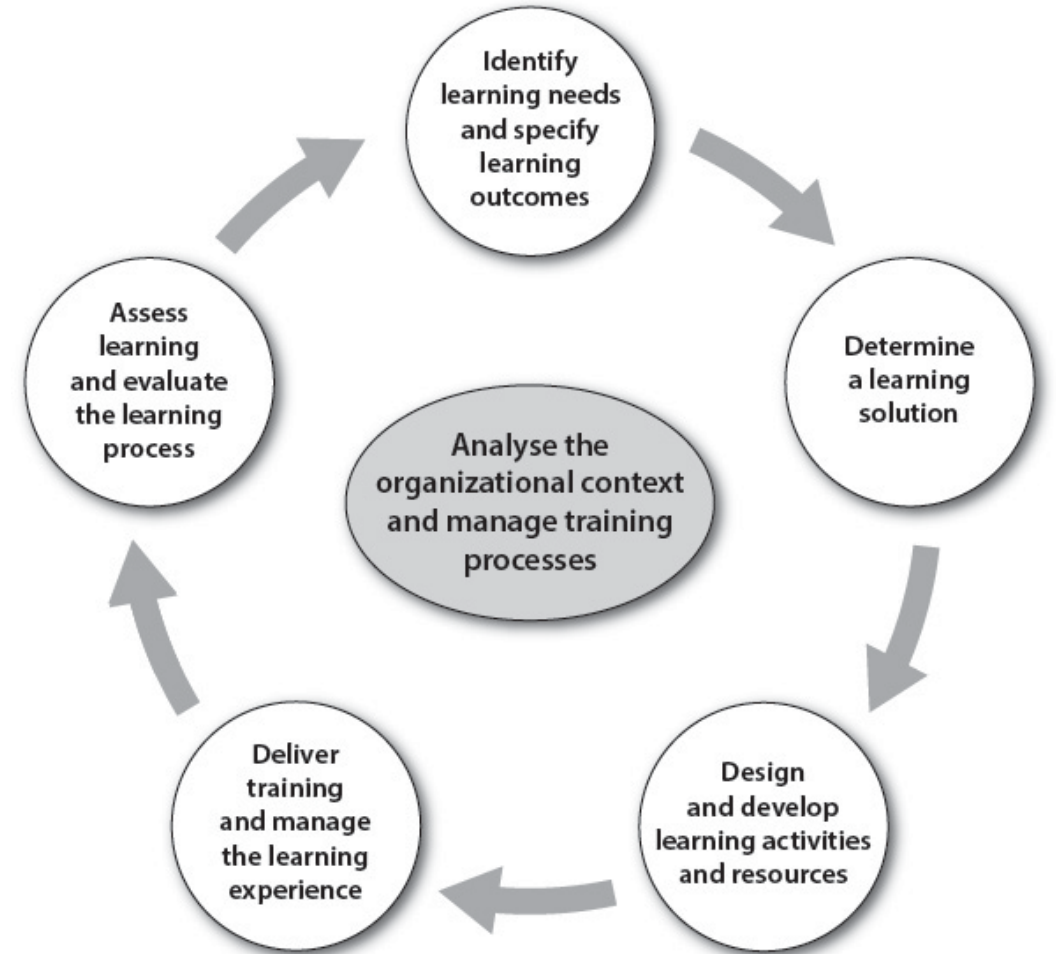 Identify
learning needs
and specify
learning
outcomes
Determine
a learning
solution
Design
and develop
learning activities
and resources
Deliver
training
and manage
the learning
experience
Assess
learning
and evaluate
the learning
process
Analyse the
organizational context
and manage training
processes